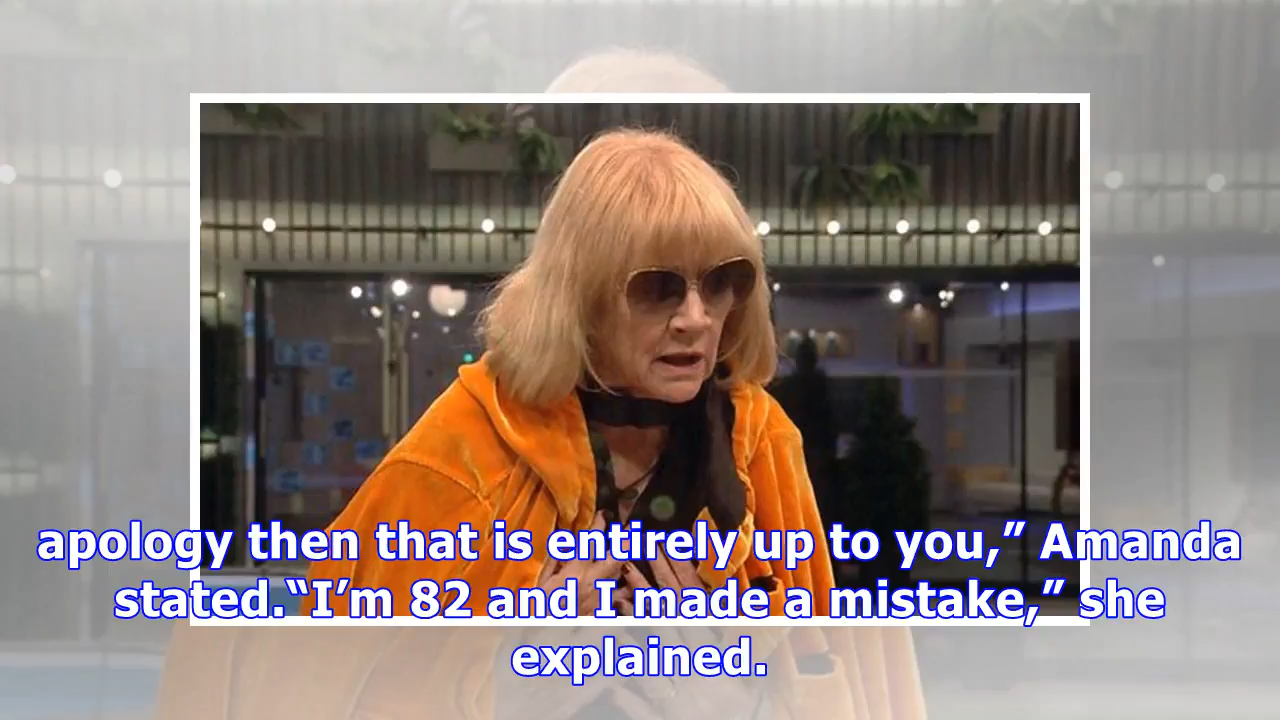 apology then that is entirely up to you,” Amanda
stated.“I’m 82 and I made a mistake,” she
explained.